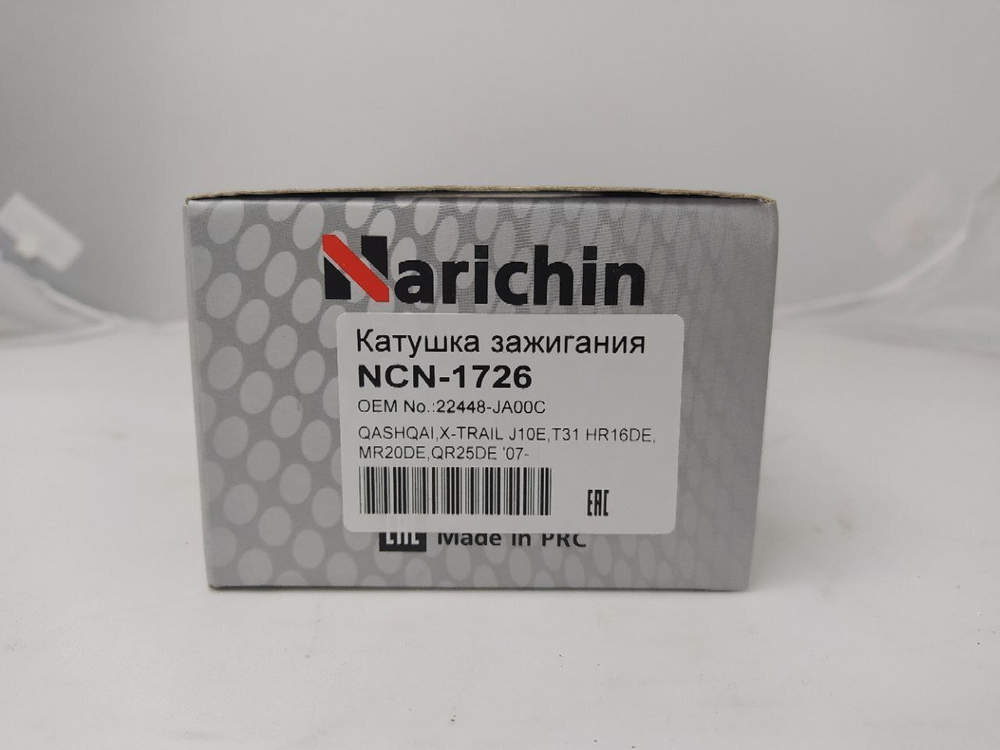 Narichin
Катушка зажигания
NCN-1726
OEM No.:22448-JA00C
QASHQAI,X-TRAIL J10E,T31 HR16DE,
MR20DE,QR25DE '07-
EAC
EAC Made in PRC